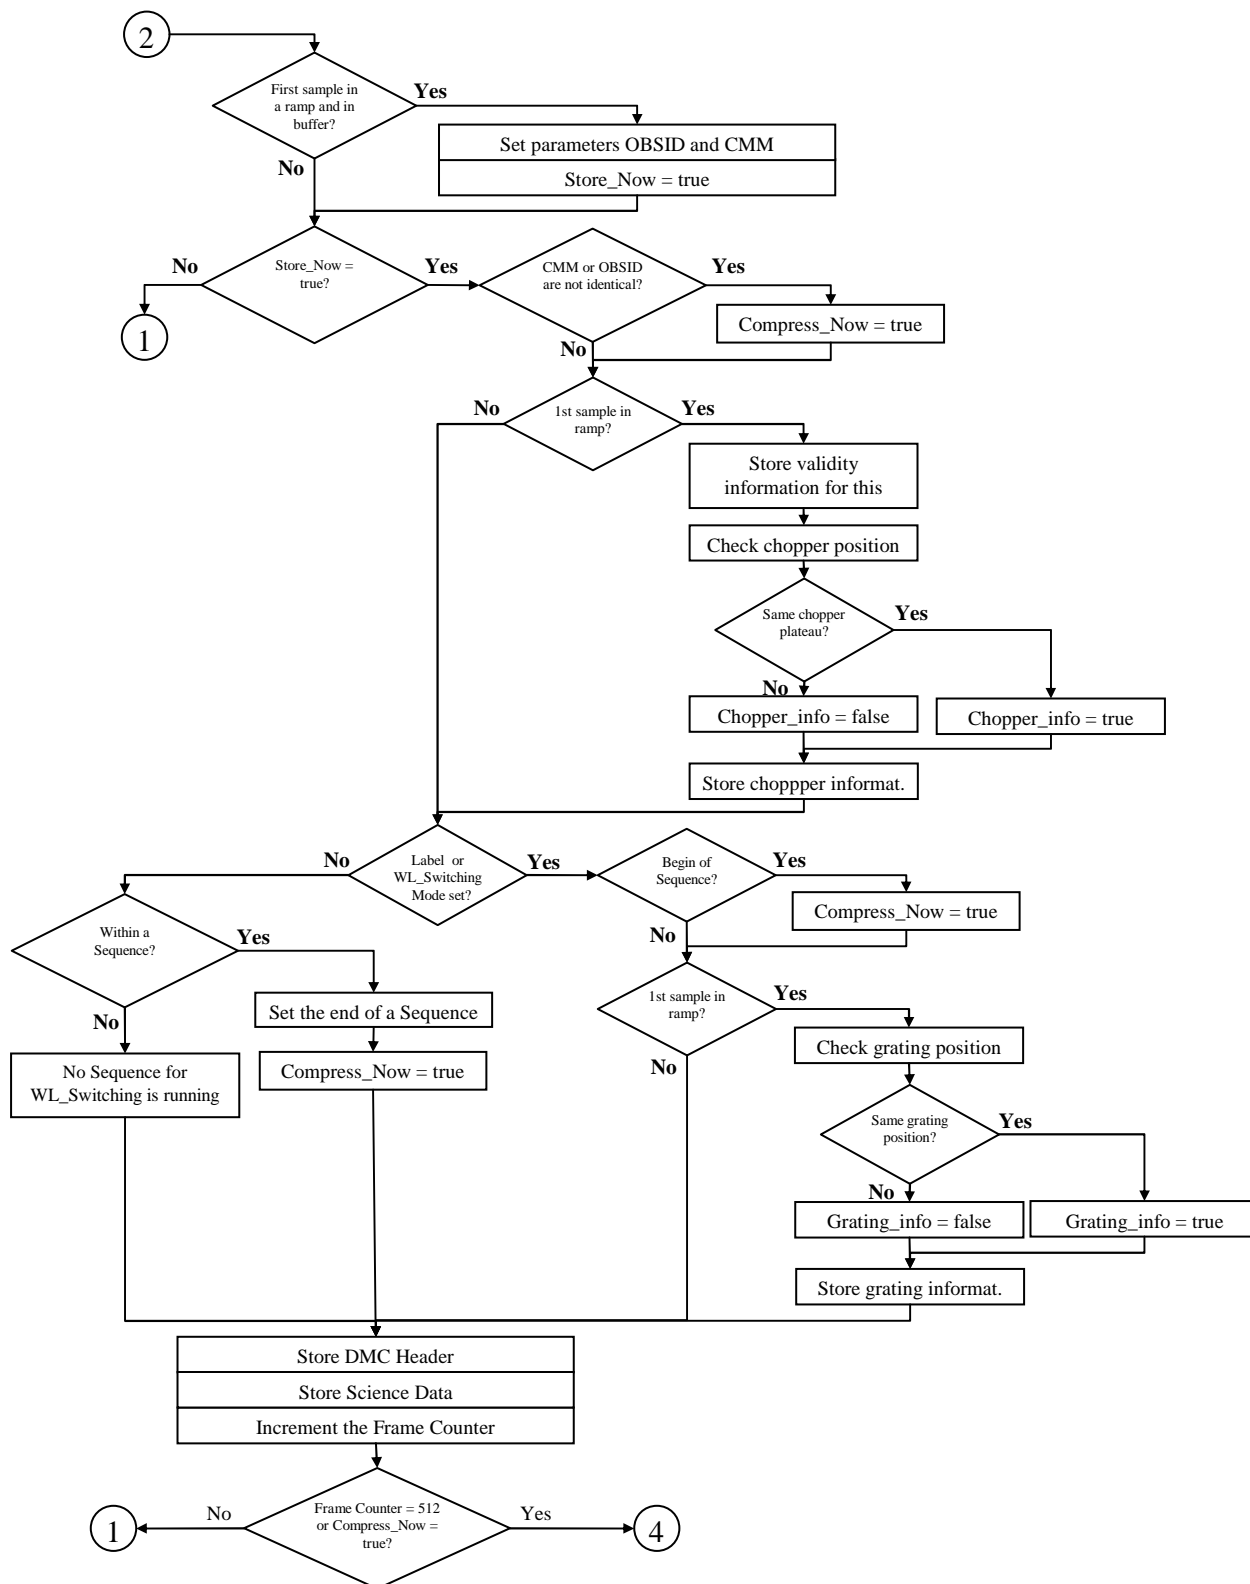 2
First sample in
a ramp and in
buffer?
Yes
Set parameters OBSID and CMM
Store_Now = true
No
No
Store_Now =
true?
Yes
CMM or OBSID
are not identical?
Yes
1
Compress_Now = true
No
No
1st sample in
ramp?
Yes
Store validity
information for this
Check chopper position
Same chopper
plateau?
Yes
No
Chopper_info = false
Chopper_info = true
Store choppper informat.
No
Label or
WL_Switching
Mode set?
Yes
Begin of
Sequence?
Yes
Compress_Now = true
Within a
Sequence?
Yes
No
1st sample in
ramp?
Yes
Set the end of a Sequence
No
No
Check grating position
No Sequence for
WL_Switching is running
Compress_Now = true
Same grating
position?
Yes
No
Grating_info = false
Grating_info = true
Store grating informat.
Store DMC Header
Store Science Data
Increment the Frame Counter
1
No
Frame Counter = 512
or Compress_Now =
true?
Yes
4